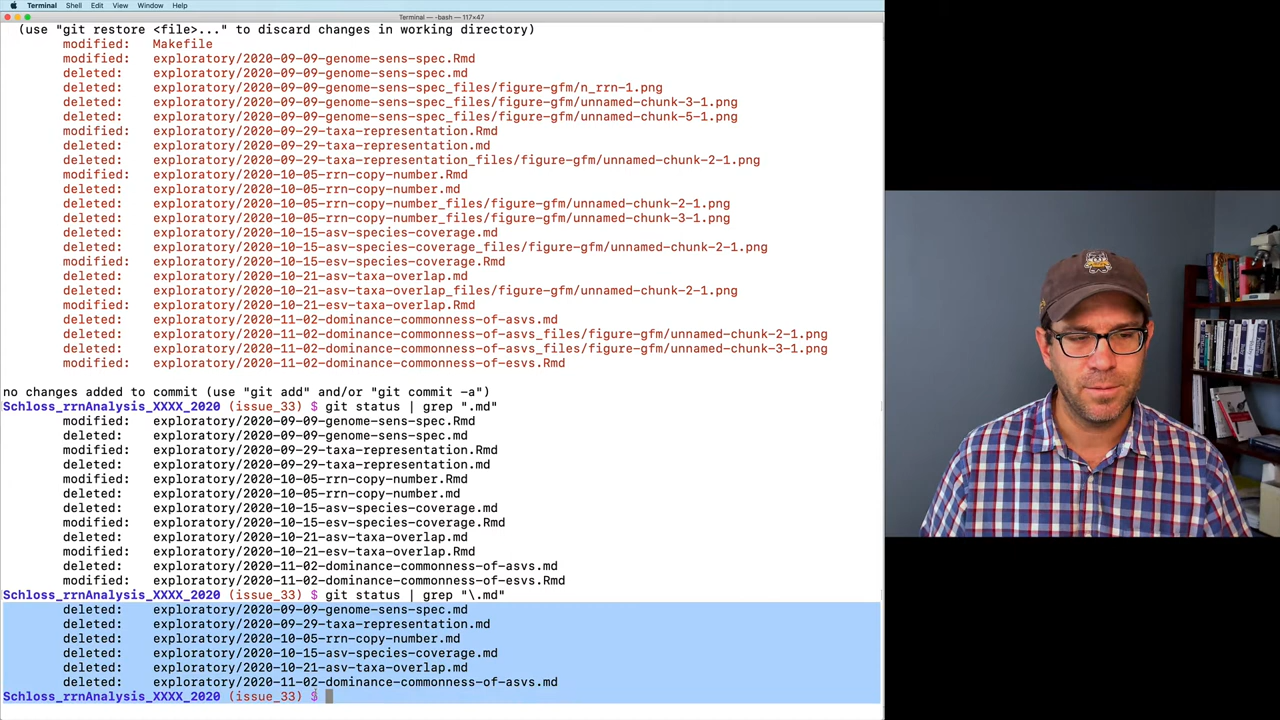 Terminal Shell Edit View Window Help
Terminal — -bash — 117×47
(use "git restore <file>..." to discard changes in working directory)
modified: Makefile
modified: exploratory/2020-09-09-genome-sens-spec.Rmd
deleted: exploratory/2020-09-09-genome-sens-spec.md
deleted: exploratory/2020-09-09-genome-sens-spec_files/figure-gfm/n_rrn-1.png
deleted: exploratory/2020-09-09-genome-sens-spec_files/figure-gfm/unnamed-chunk-3-1.png
deleted: exploratory/2020-09-09-genome-sens-spec_files/figure-gfm/unnamed-chunk-5-1.png
modified: exploratory/2020-09-29-taxa-representation.Rmd
deleted: exploratory/2020-09-29-taxa-representation.md
deleted: exploratory/2020-09-29-taxa-representation_files/figure-gfm/unnamed-chunk-2-1.png
modified: exploratory/2020-10-05-rrn-copy-number.Rmd
deleted: exploratory/2020-10-05-rrn-copy-number.md
deleted: exploratory/2020-10-05-rrn-copy-number_files/figure-gfm/unnamed-chunk-2-1.png
deleted: exploratory/2020-10-05-rrn-copy-number_files/figure-gfm/unnamed-chunk-3-1.png
deleted: exploratory/2020-10-15-asv-species-coverage.md
deleted: exploratory/2020-10-15-asv-species-coverage_files/figure-gfm/unnamed-chunk-2-1.png
modified: exploratory/2020-10-15-esv-species-coverage.Rmd
deleted: exploratory/2020-10-21-asv-taxa-overlap.md
deleted: exploratory/2020-10-21-asv-taxa-overlap_files/figure-gfm/unnamed-chunk-2-1.png
modified: exploratory/2020-10-21-esv-taxa-overlap.Rmd
deleted: exploratory/2020-11-02-dominance-commonness-of-asvs.md
deleted: exploratory/2020-11-02-dominance-commonness-of-asvs_files/figure-gfm/unnamed-chunk-2-1.png
deleted: exploratory/2020-11-02-dominance-commonness-of-asvs_files/figure-gfm/unnamed-chunk-3-1.png
modified: exploratory/2020-11-02-dominance-commonness-of-esvs.Rmd
no changes added to commit (use "git add" and/or "git commit -a")
Schloss_rrnAnalysis_XXXX_2020 (issue_33) $ git status | grep ".md"
modified: exploratory/2020-09-09-genome-sens-spec.Rmd
deleted: exploratory/2020-09-09-genome-sens-spec.md
modified: exploratory/2020-09-29-taxa-representation.Rmd
deleted: exploratory/2020-09-29-taxa-representation.md
modified: exploratory/2020-10-05-rrn-copy-number.Rmd
deleted: exploratory/2020-10-05-rrn-copy-number.md
deleted: exploratory/2020-10-15-asv-species-coverage.md
modified: exploratory/2020-10-15-esv-species-coverage.Rmd
deleted: exploratory/2020-10-21-asv-taxa-overlap.md
modified: exploratory/2020-10-21-esv-taxa-overlap.Rmd
deleted: exploratory/2020-11-02-dominance-commonness-of-asvs.md
modified: exploratory/2020-11-02-dominance-commonness-of-esvs.Rmd
Schloss_rrnAnalysis_XXXX_2020 (issue_33) $ git status | grep "\.md"
deleted: exploratory/2020-09-09-genome-sens-spec.md
deleted: exploratory/2020-09-29-taxa-representation.md
deleted: exploratory/2020-10-05-rrn-copy-number.md
deleted: exploratory/2020-10-15-asv-species-coverage.md
deleted: exploratory/2020-10-21-asv-taxa-overlap.md
deleted: exploratory/2020-11-02-dominance-commonness-of-asvs.md
Schloss_rrnAnalysis_XXXX_2020 (issue_33) $